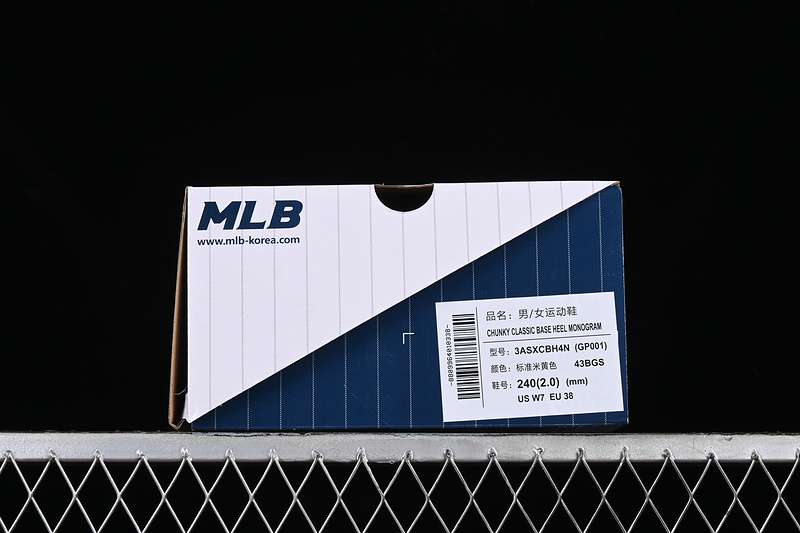 MLB
www.mlb-korea.com
品名：男/女运动鞋
CHUNKY CLASSIC BASE HEEL MONOGRAM
型号：3ASXCBH4N (GP001)
颜色：标准米黄色 43BGS
鞋号：240(2.0) (mm)
US W7 EU 38